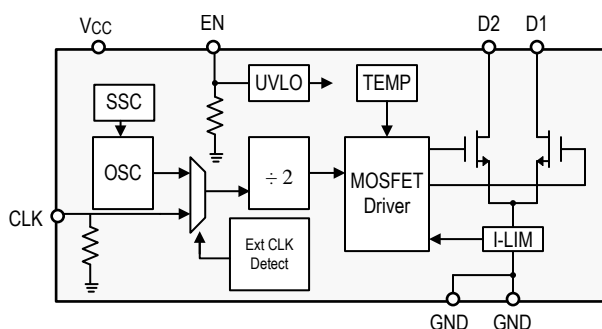 VCC
EN
D2
D1
SSC
UVLO
TEMP
OSC
÷ 2
MOSFET
Driver
CLK
Ext CLK
Detect
I-LIM
GND
GND